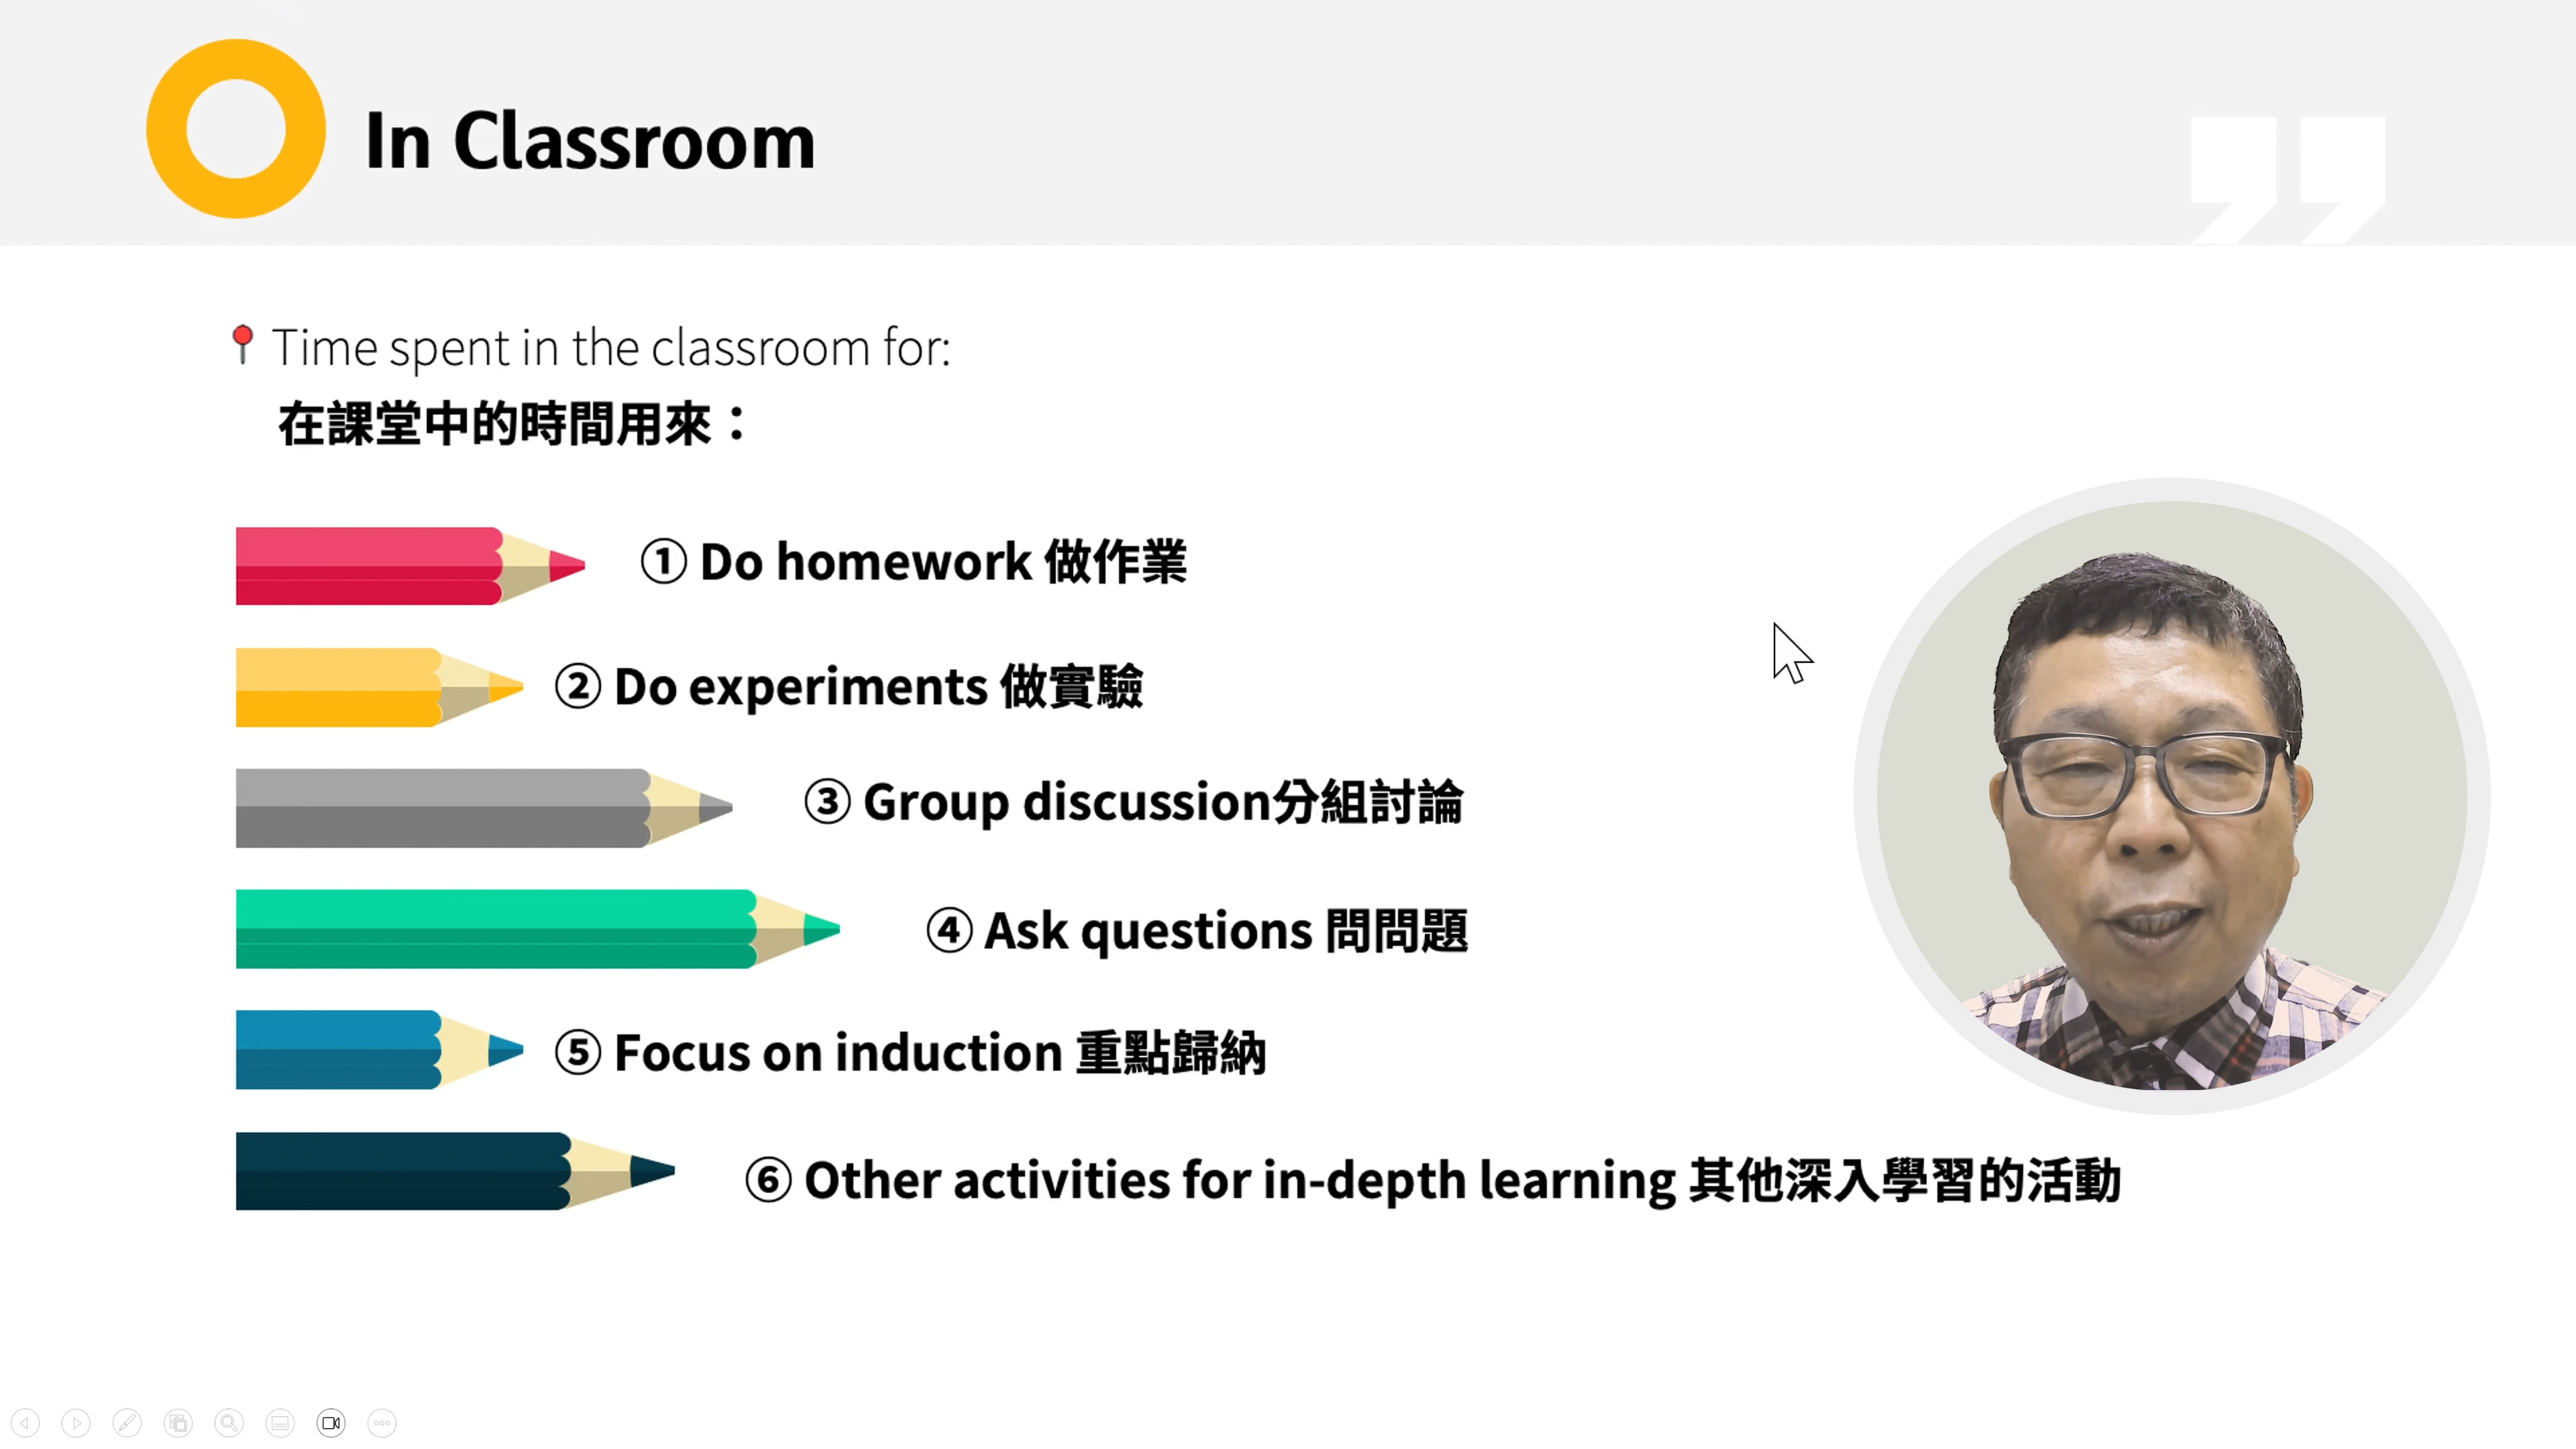 In Classroom
Time spent in the classroom for:
在課堂中的時間用來：
① Do homework 做作業
② Do experiments 做實驗
③ Group discussion分組討論
④ Ask questions 問問題
⑤ Focus on induction 重點歸納
⑥ Other activities for in-depth learning 其他深入學習的活動